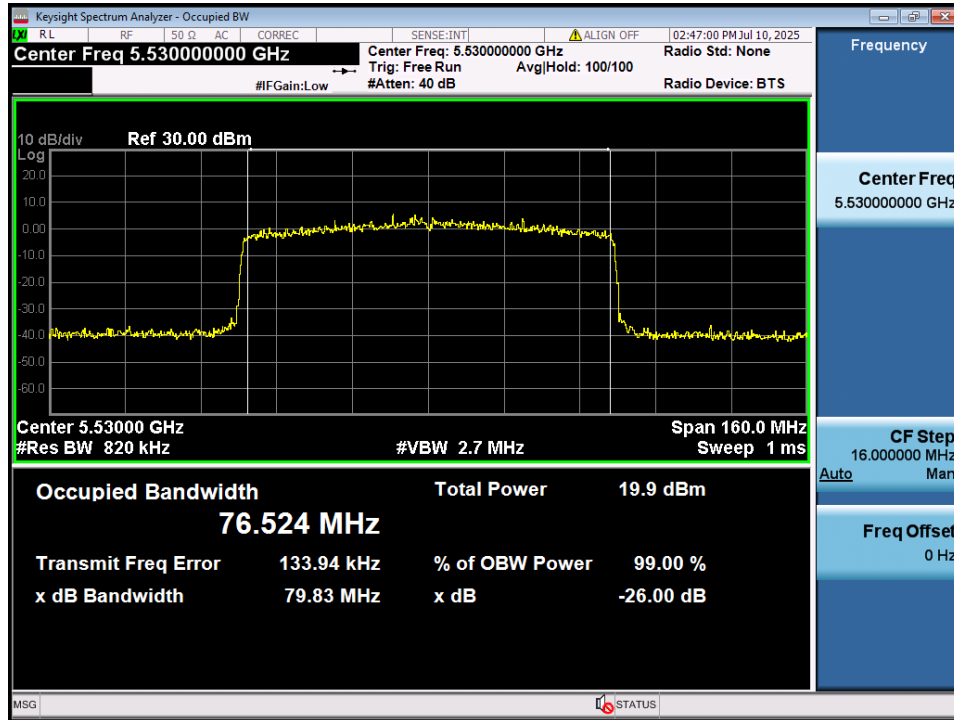 Keysight Spectrum Analyzer - Occupied BW
LXI RL RF 50 Ω AC CORREC SENSE:INT ALIGN OFF 02:47:00 PM Jul 10, 2025
Center Freq 5.530000000 GHz
Center Freq: 5.530000000 GHz Radio Std: None
Trig: Free Run Avg|Hold: 100/100
#IFGain:Low #Atten: 40 dB Radio Device: BTS
10 dB/div Ref 30.00 dBm
Log
20.0
10.0
0.00
-10.0
-20.0
-30.0
-40.0
-50.0
-60.0
Center 5.53000 GHz Span 160.0 MHz
#Res BW 820 kHz #VBW 2.7 MHz Sweep 1 ms
Occupied Bandwidth Total Power 19.9 dBm
76.524 MHz
Transmit Freq Error 133.94 kHz % of OBW Power 99.00 %
x dB Bandwidth 79.83 MHz x dB -26.00 dB
MSG STATUS
Frequency
Center Freq
5.530000000 GHz
CF Step
16.000000 MHz
Auto Man
Freq Offset
0 Hz